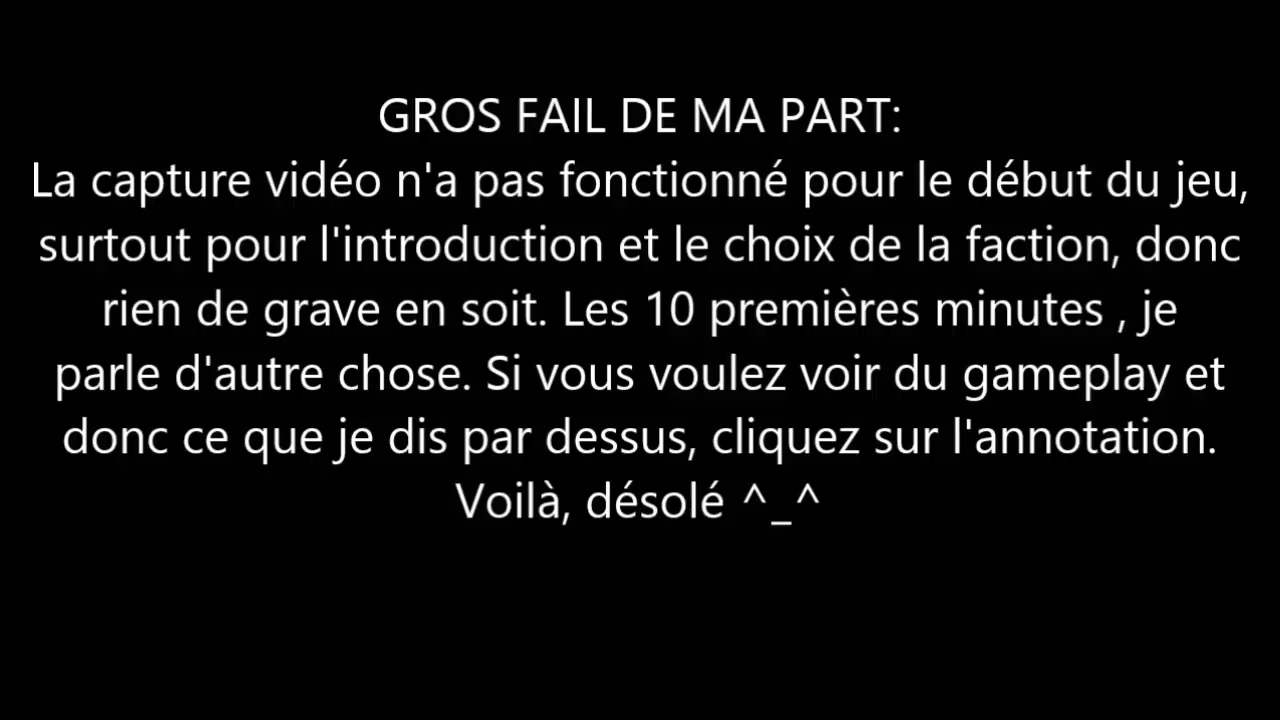 GROS FAIL DE MA PART:
La capture vidéo n'a pas fonctionné pour le début du jeu,
surtout pour l'introduction et le choix de la faction, donc
rien de grave en soit. Les 10 premières minutes , je
parle d'autre chose. Si vous voulez voir du gameplay et
donc ce que je dis par dessus, cliquez sur l'annotation.
Voilà, désolé ^_^